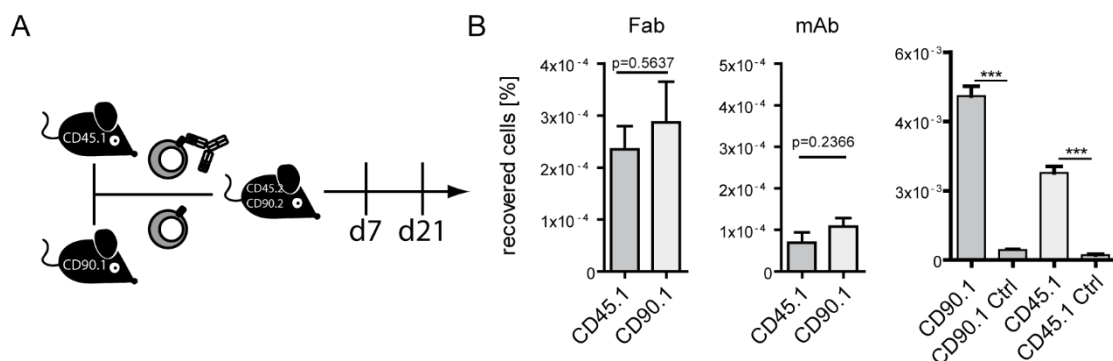 A
CD45.1
CD90.1
CD45.2
CD90.2
d7
d21
B
recovered cells [%]
Fab
4x10⁻⁴
3x10⁻⁴
2x10⁻⁴
1x10⁻⁴
0
p=0.5637
CD45.1
CD90.1
mAb
5x10⁻⁴
4x10⁻⁴
3x10⁻⁴
2x10⁻⁴
1x10⁻⁴
0
p=0.2366
CD45.1
CD90.1
6x10⁻³
3x10⁻³
3x10⁻³
0
***
***
CD90.1
CD90.1 Ctrl
CD45.1
CD45.1 Ctrl